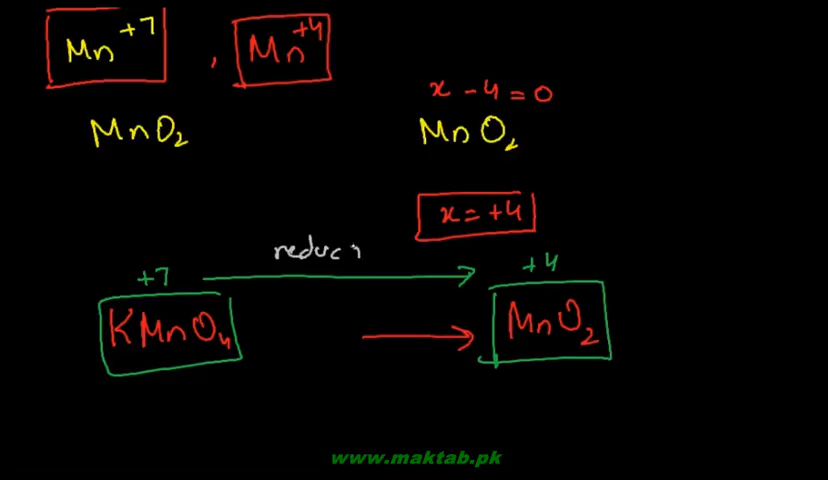 Mn+7 , Mn+4
x - 4 = 0
MnO2 MnO2
x = +4
reduc
+7 +4
KMnO4 MnO2
www.maktab.pk